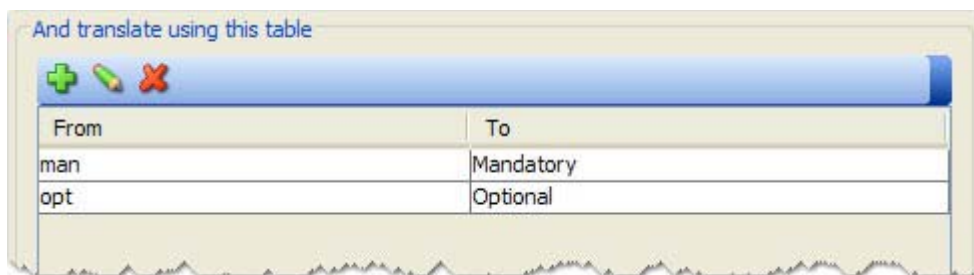 And translate using this table
From To
man Mandatory
opt Optional